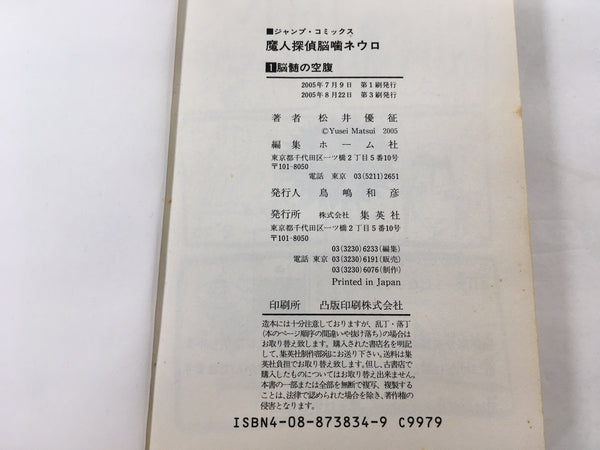 ■ジャンプ・コミックス
魔人探偵脳噛ネウロ
1脳髄の空腹
2005年7月9日 第1刷発行
2005年8月22日 第3刷発行
著者 松井優征
©Yusei Matsui 2005
編集 ホーム社
東京都千代田区一ツ橋2丁目5番10号
〒101-8050
電話 東京 03(5211)2651
発行人 鳥嶋和彦
発行所 株式会社 集英社
東京都千代田区一ツ橋2丁目5番10号
〒101-8050
03(3230)6233(編集)
電話 東京 03(3230)6191(販売)
03(3230)6076(制作)
Printed in Japan
印刷所 凸版印刷株式会社
造本には十分注意しておりますが、乱丁・落丁
(本のページ順序の間違いや抜け落ち)の場合は
お取り替え致します。購入された書店名を明記
して、集英社制作部宛にお送り下さい。送料は集
英社負担でお取り替え致します。但し、古書店で
購入したものについてはお取り替え出来ません。
本書の一部または全部を無断で複写、複製する
ことは、法律で認められた場合を除き、著作権の
侵害となります。
ISBN4-08-873834-9 C9979